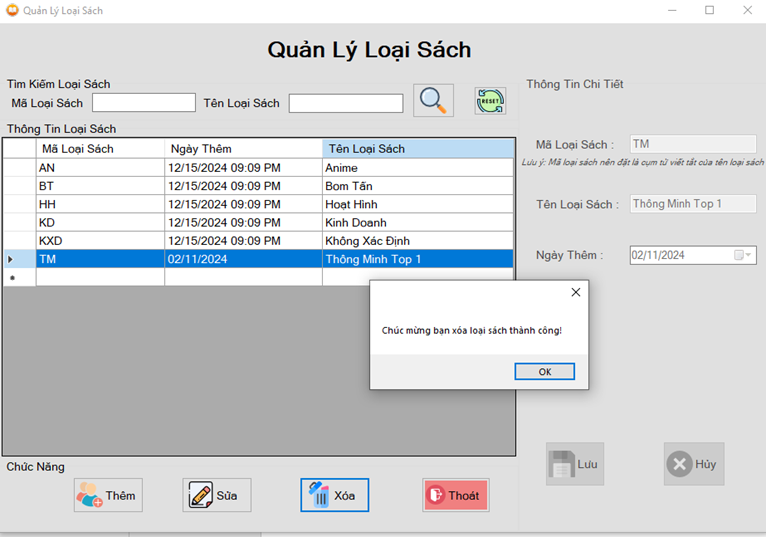 Quản Lý Loại Sách
Quản Lý Loại Sách
Tìm Kiếm Loại Sách
Mã Loại Sách Tên Loại Sách RESET
Thông Tin Loại Sách
Mã Loại Sách Ngày Thêm Tên Loại Sách
AN 12/15/2024 09:09 PM Anime
BT 12/15/2024 09:09 PM Bom Tấn
HH 12/15/2024 09:09 PM Hoạt Hình
KD 12/15/2024 09:09 PM Kinh Doanh
KXD 12/15/2024 09:09 PM Không Xác Định
TM 02/11/2024 Thông Minh Top 1
Thông Tin Chi Tiết
Mã Loại Sách : TM
Lưu ý: Mã loại sách nên đặt là cụm từ viết tắt của tên loại sách
Tên Loại Sách : Thông Minh Top 1
Ngày Thêm : 02/11/2024
Chúc mừng bạn xóa loại sách thành công!
OK
Lưu Hủy
Chức Năng
Thêm Sửa Xóa Thoát